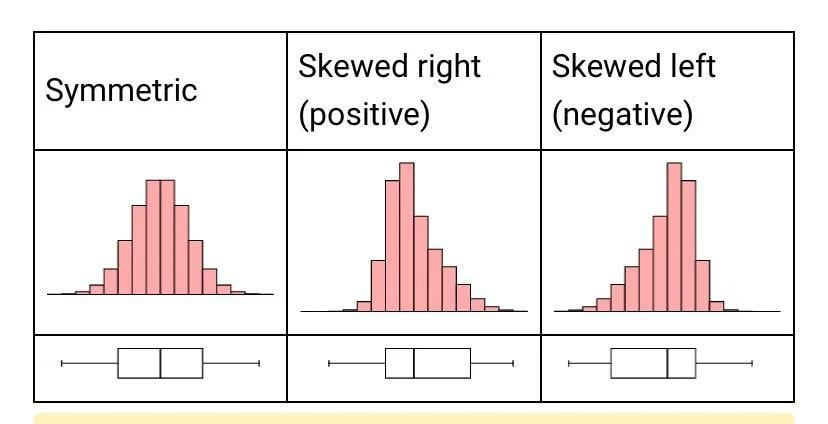 Symmetric
Skewed right
(positive)
Skewed left
(negative)